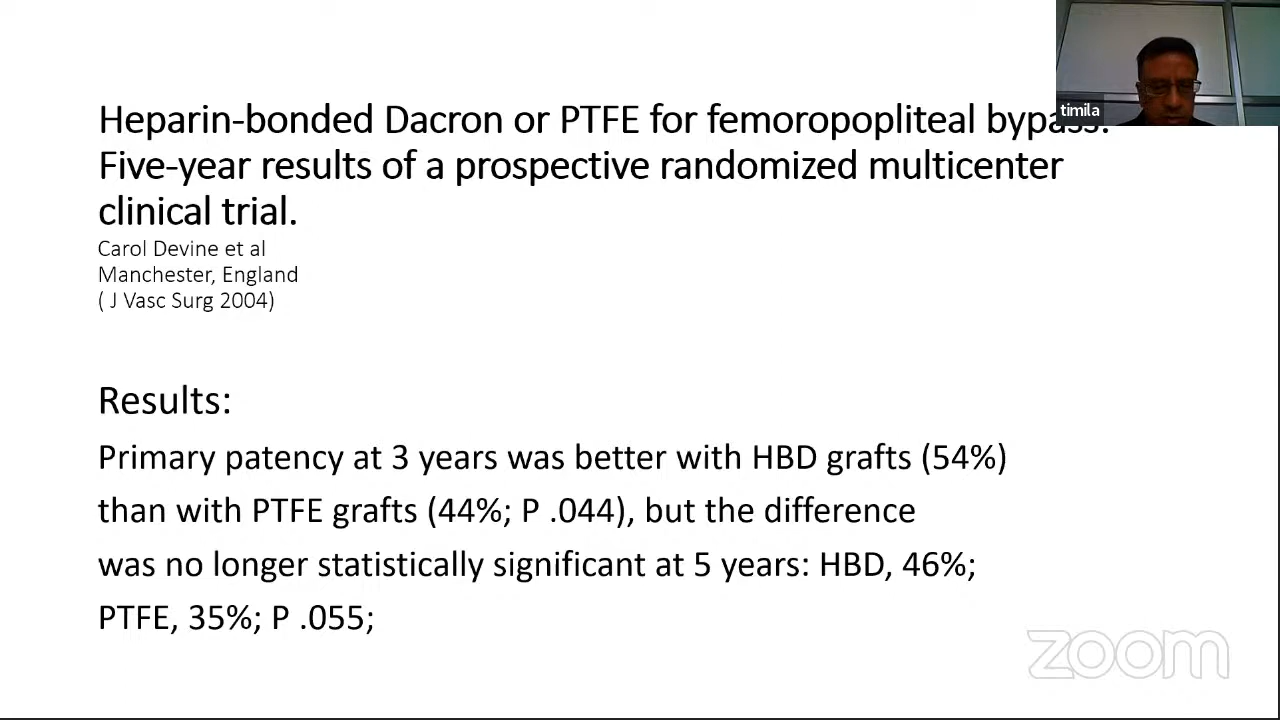 Heparin-bonded Dacron or PTFE for femoropopliteal bypass:
Five-year results of a prospective randomized multicenter
clinical trial.
Carol Devine et al
Manchester, England
( J Vasc Surg 2004)
Results:
Primary patency at 3 years was better with HBD grafts (54%)
than with PTFE grafts (44%; P .044), but the difference
was no longer statistically significant at 5 years: HBD, 46%;
PTFE, 35%; P .055;
timila
zoom